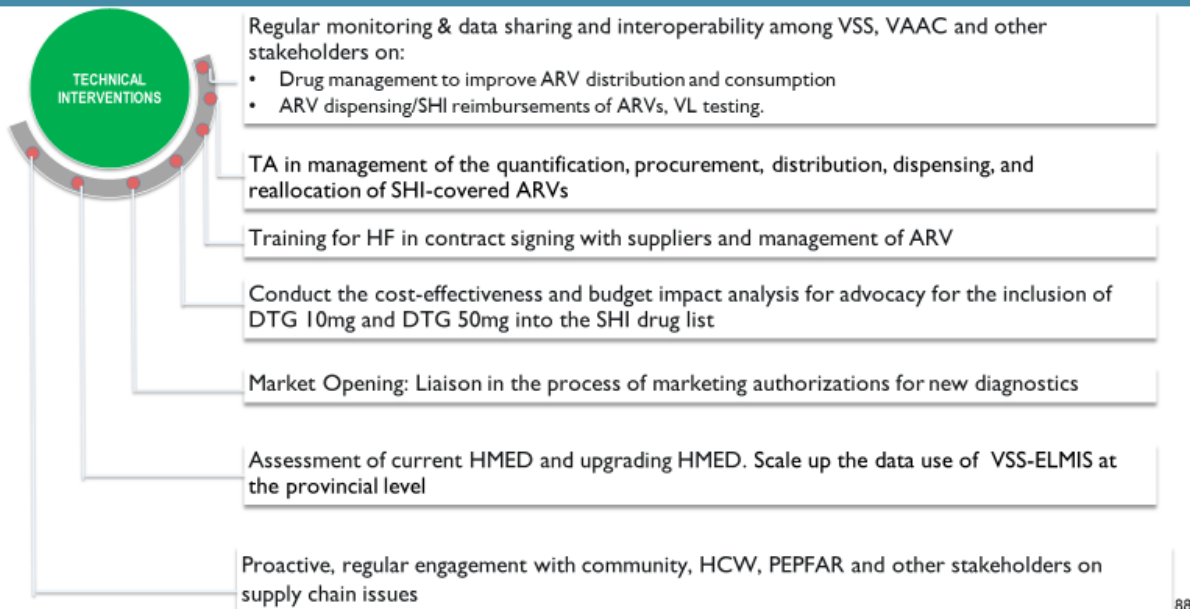 TECHNICAL
INTERVENTIONS
Regular monitoring & data sharing and interoperability among VSS, VAAC and other
stakeholders on:
• Drug management to improve ARV distribution and consumption
• ARV dispensing/SHI reimbursements of ARVs, VL testing.
TA in management of the quantification, procurement, distribution, dispensing, and
reallocation of SHI-covered ARVs
Training for HF in contract signing with suppliers and management of ARV
Conduct the cost-effectiveness and budget impact analysis for advocacy for the inclusion of
DTG 10mg and DTG 50mg into the SHI drug list
Market Opening: Liaison in the process of marketing authorizations for new diagnostics
Assessment of current HMED and upgrading HMED. Scale up the data use of VSS-ELMIS at
the provincial level
Proactive, regular engagement with community, HCW, PEPFAR and other stakeholders on
supply chain issues
88